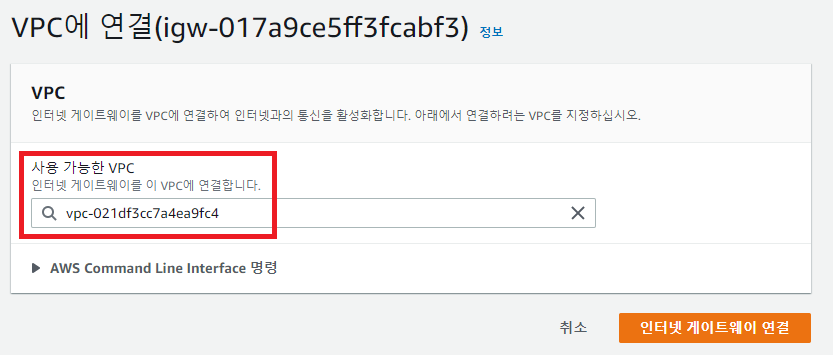 VPC에 연결(igw-017a9ce5ff3fcabf3) 정보
VPC
인터넷 게이트웨이를 VPC에 연결하여 인터넷과의 통신을 활성화합니다. 아래에서 연결하려는 VPC를 지정하십시오.
사용 가능한 VPC
인터넷 게이트웨이를 이 VPC에 연결합니다.
vpc-021df3cc7a4ea9fc4
AWS Command Line Interface 명령
취소 인터넷 게이트웨이 연결